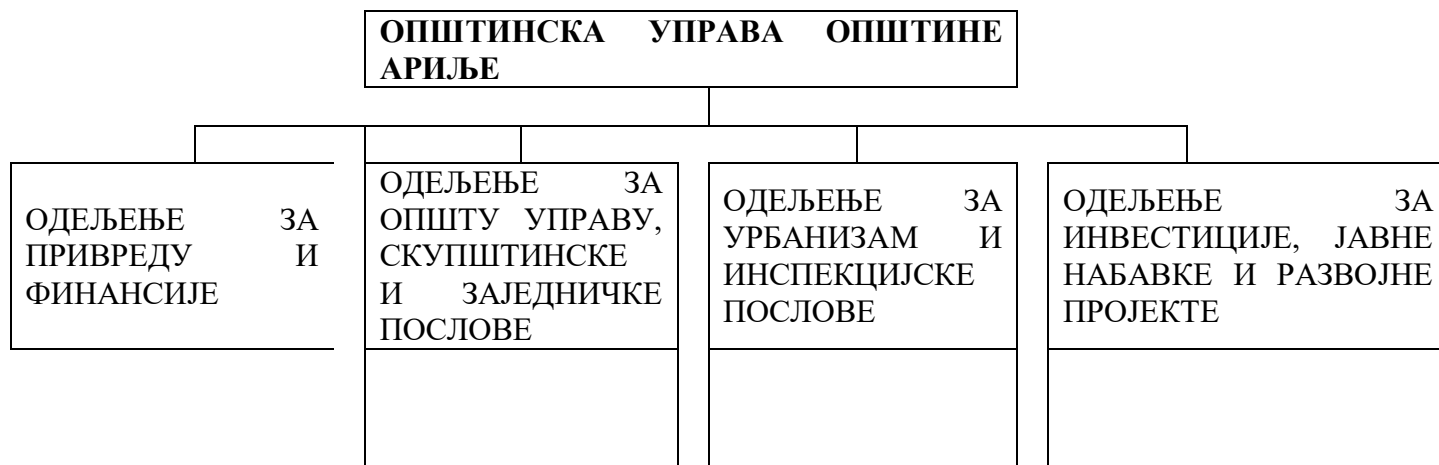 ОПШТИНСКА УПРАВА ОПШТИНЕ
АРИЉЕ
ОДЕЉЕЊЕ ЗА
ПРИВРЕДУ И
ФИНАНСИЈЕ
ОДЕЉЕЊЕ ЗА
ОПШТУ УПРАВУ,
СКУПШТИНСКЕ
И ЗАЈЕДНИЧКЕ
ПОСЛОВЕ
ОДЕЉЕЊЕ ЗА
УРБАНИЗАМ И
ИНСПЕКЦИЈСКЕ
ПОСЛОВЕ
ОДЕЉЕЊЕ ЗА
ИНВЕСТИЦИЈЕ, ЈАВНЕ
НАБАВКЕ И РАЗВОЈНЕ
ПРОЈЕКТЕ